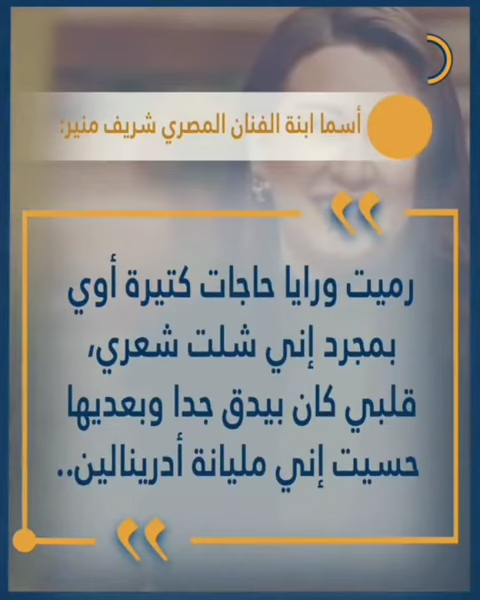 أسما ابنة الفنان المصري شريف منير:
رميت ورايا حاجات كتيرة أوي
بمجرد إني شلت شعري،
قلبي كان بيدق جدا وبعديها
حسيت إني مليانة أدرينالين..